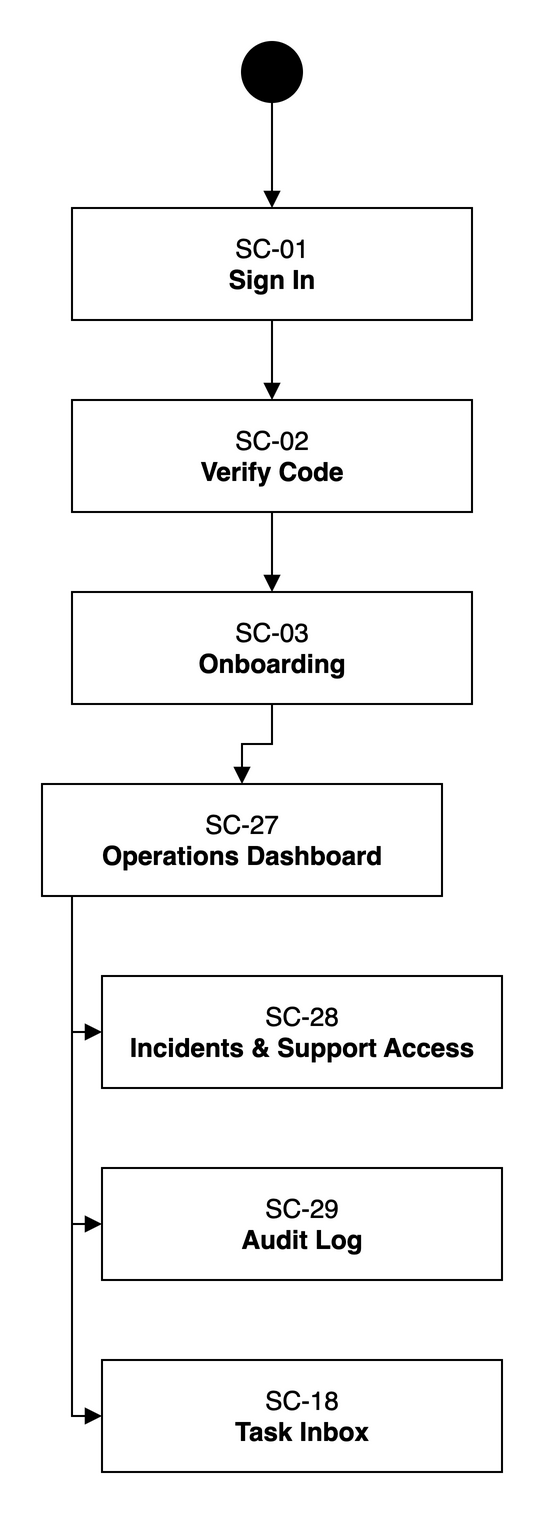 SC-01
Sign In
SC-02
Verify Code
SC-03
Onboarding
SC-27
Operations Dashboard
SC-28
Incidents & Support Access
SC-29
Audit Log
SC-18
Task Inbox